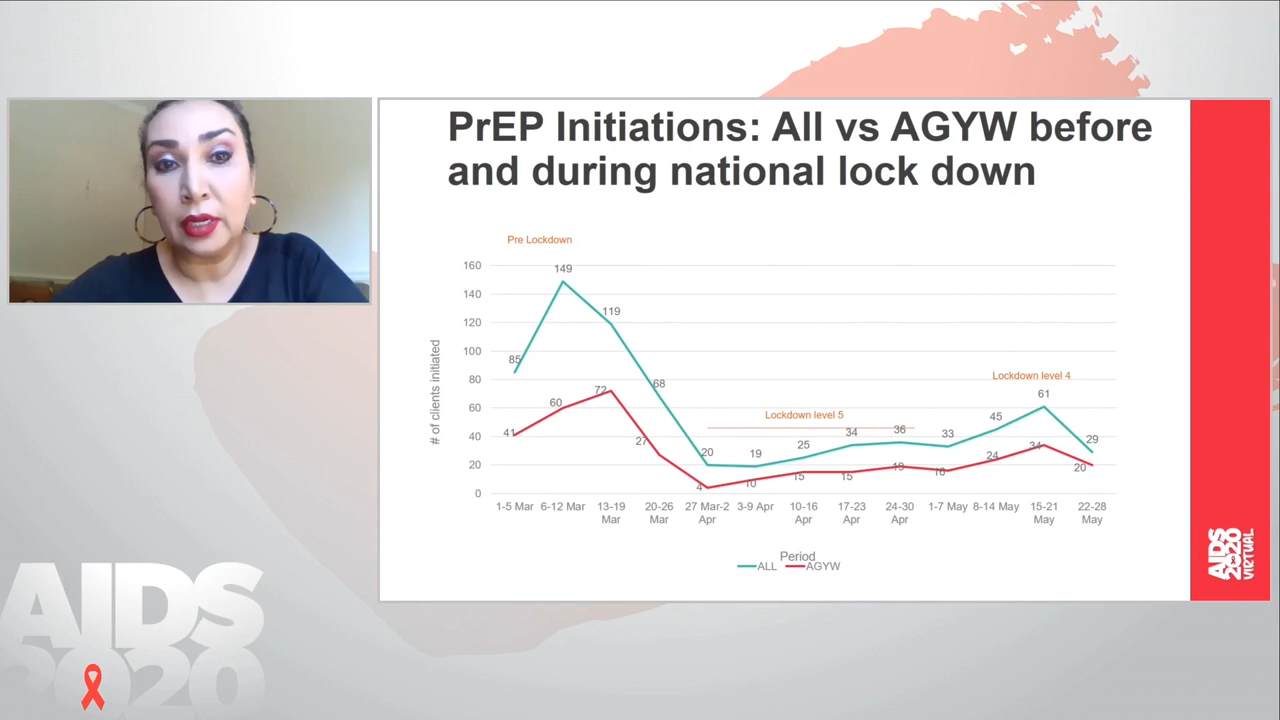 PrEP Initiations: All vs AGYW before
and during national lock down
Pre Lockdown
Lockdown level 5
Lockdown level 4
# of clients initiated
160
140
120
100
80
60
40
20
0
85
149
119
68
20
19
25
34
36
33
45
61
29
41
60
72
27
4
10
15
15
19
16
24
34
20
1-5 Mar
6-12 Mar
13-19
Mar
20-26
Mar
27 Mar-2
Apr
3-9 Apr
10-16
Apr
17-23
Apr
24-30
Apr
1-7 May
8-14 May
15-21
May
22-28
May
Period
ALL
AGYW
AIDS
2020
VIRTUAL
AIDS
2020